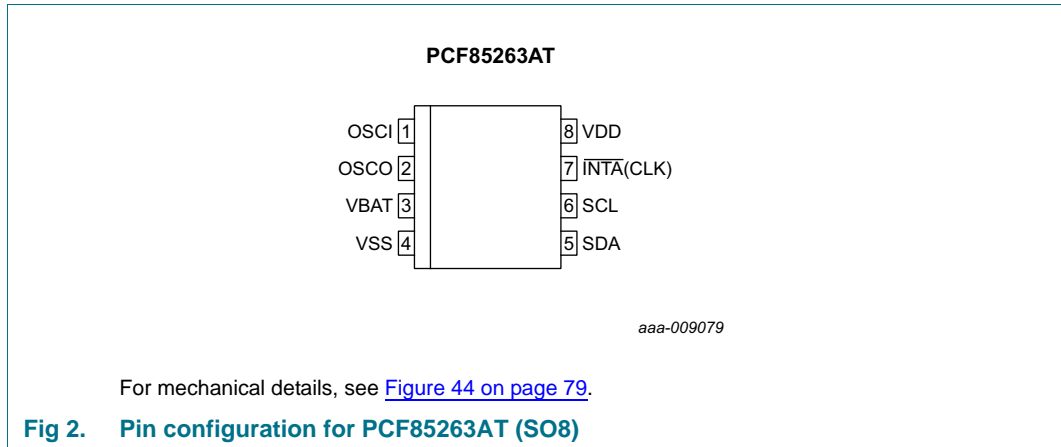 PCF85263AT
OSCI 1 8 VDD
OSCO 2 7 INTA(CLK)
VBAT 3 6 SCL
VSS 4 5 SDA
aaa-009079
For mechanical details, see Figure 44 on page 79.
Fig 2. Pin configuration for PCF85263AT (SO8)